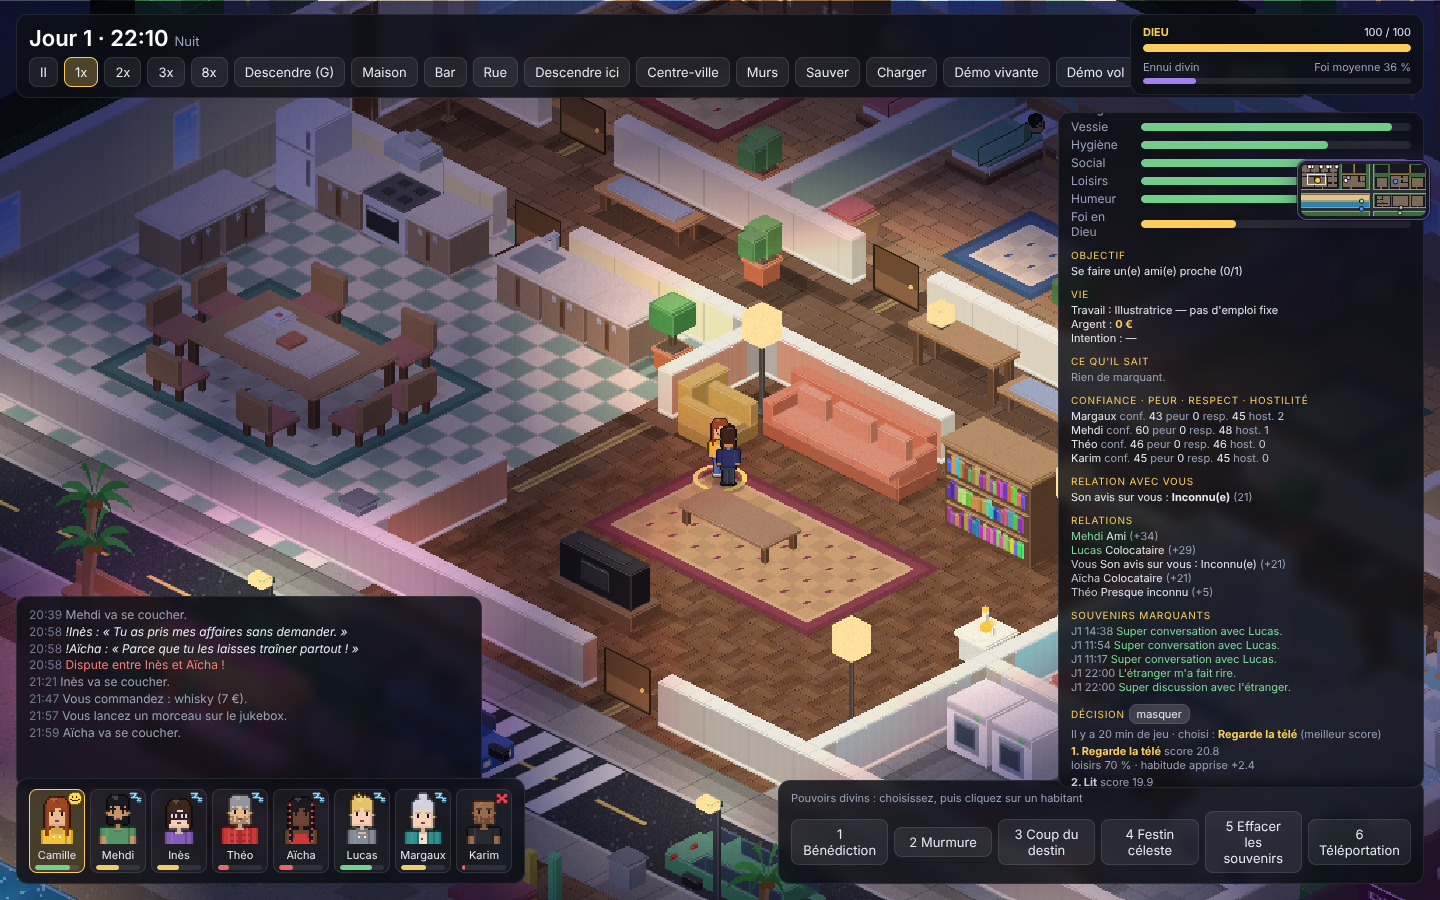 Jour 1 · 22:10 Nuit
II 1x 2x 3x 8x Descendre (G) Maison Bar Rue Descendre ici Centre-ville Murs Sauver Charger Démo vivante Démo vol
DIEU 100 / 100
Ennui divin Foi moyenne 36 %
Vessie
Hygiène
Social
Loisirs
Humeur
Foi en
Dieu
OBJECTIF
Se faire un(e) ami(e) proche (0/1)
VIE
Travail : Illustratrice — pas d'emploi fixe
Argent : 0 €
Intention : —
CE QU'IL SAIT
Rien de marquant.
CONFIANCE · PEUR · RESPECT · HOSTILITÉ
Margaux conf. 43 peur 0 resp. 45 host. 2
Mehdi conf. 60 peur 0 resp. 48 host. 1
Théo conf. 46 peur 0 resp. 46 host. 0
Karim conf. 45 peur 0 resp. 45 host. 0
RELATION AVEC VOUS
Son avis sur vous : Inconnu(e) (21)
RELATIONS
Mehdi Ami (+34)
Lucas Colocataire (+29)
Vous Son avis sur vous : Inconnu(e) (+21)
Aïcha Colocataire (+21)
Théo Presque inconnu (+5)
SOUVENIRS MARQUANTS
J1 14:38 Super conversation avec Lucas.
J1 11:54 Super conversation avec Lucas.
J1 11:17 Super conversation avec Lucas.
J1 22:00 L'étranger m'a fait rire.
J1 22:00 Super discussion avec l'étranger.
DÉCISION masquer
Il y a 20 min de jeu · choisi : Regarde la télé (meilleur score)
1. Regarde la télé score 20.8
loisirs 70 % · habitude apprise +2.4
2. Lit score 19.9
20:39 Mehdi va se coucher.
20:58 !Inès : « Tu as pris mes affaires sans demander. »
20:58 !Aïcha : « Parce que tu les laisses traîner partout ! »
20:58 Dispute entre Inès et Aïcha !
21:21 Inès va se coucher.
21:47 Vous commandez : whisky (7 €).
21:57 Vous lancez un morceau sur le jukebox.
21:59 Aïcha va se coucher.
Camille Mehdi Inès Théo Aïcha Lucas Margaux Karim
Pouvoirs divins : choisissez, puis cliquez sur un habitant
1
Bénédiction
2 Murmure
3 Coup du
destin
4 Festin
céleste
5 Effacer
les
souvenirs
6
Téléportation